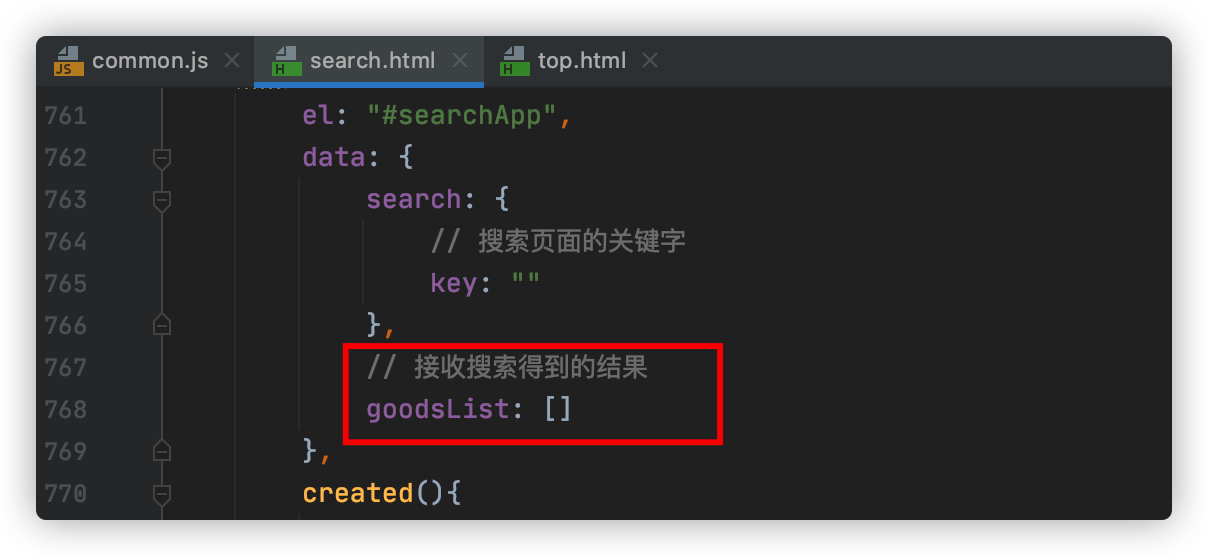 JS common.js × H search.html × H top.html ×
761 el: "#searchApp",
762 data: {
763 search: {
764 // 搜索页面的关键字
765 key: ""
766 },
767 // 接收搜索得到的结果
768 goodsList: []
769 },
770 created(){